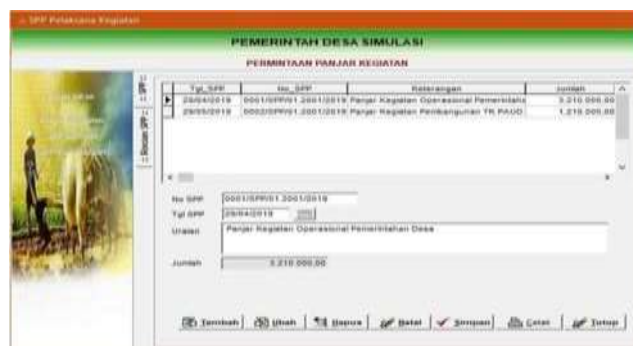 SPP Pelaksana Kegiatan
PEMERINTAH DESA SIMULASI
PERMINTAAN PANJAR KEGIATAN
SPP
Rincian SPP
Tgl_SPP No_SPP Keterangan Jumlah
29/04/2019 0001/SPP/01.2001/2019 Panjar Kegiatan Operasional Pemerintaha 3.210.000,00
29/05/2019 0002/SPP/01.2001/2019 Panjar Kegiatan Pembangunan TK PAUD 1.210.000,00
No SPP 0001/SPP/01.2001/2019
Tgl SPP 29/04/2019
Uraian Panjar Kegiatan Operasional Pemerintahan Desa
Jumlah 3.210.000,00
Tambah Ubah Hapus Batal Simpan Cetak Tutup